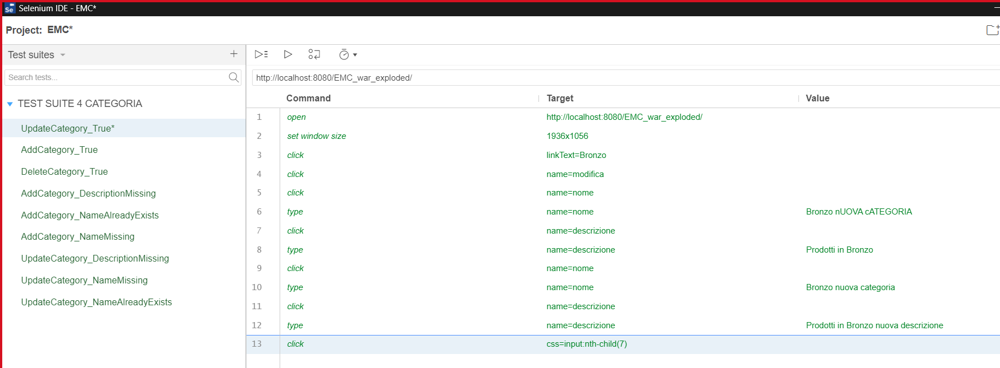 Se Selenium IDE - EMC*
Project: EMC*
Test suites
Search tests...
http://localhost:8080/EMC_war_exploded/
TEST SUITE 4 CATEGORIA
UpdateCategory_True*
AddCategory_True
DeleteCategory_True
AddCategory_DescriptionMissing
AddCategory_NameAlreadyExists
AddCategory_NameMissing
UpdateCategory_DescriptionMissing
UpdateCategory_NameMissing
UpdateCategory_NameAlreadyExists
Command Target Value
1 open http://localhost:8080/EMC_war_exploded/
2 set window size 1936x1056
3 click linkText=Bronzo
4 click name=modifica
5 click name=nome
6 type name=nome Bronzo nUOVA cATEGORIA
7 click name=descrizione
8 type name=descrizione Prodotti in Bronzo
9 click name=nome
10 type name=nome Bronzo nuova categoria
11 click name=descrizione
12 type name=descrizione Prodotti in Bronzo nuova descrizione
13 click css=input:nth-child(7)